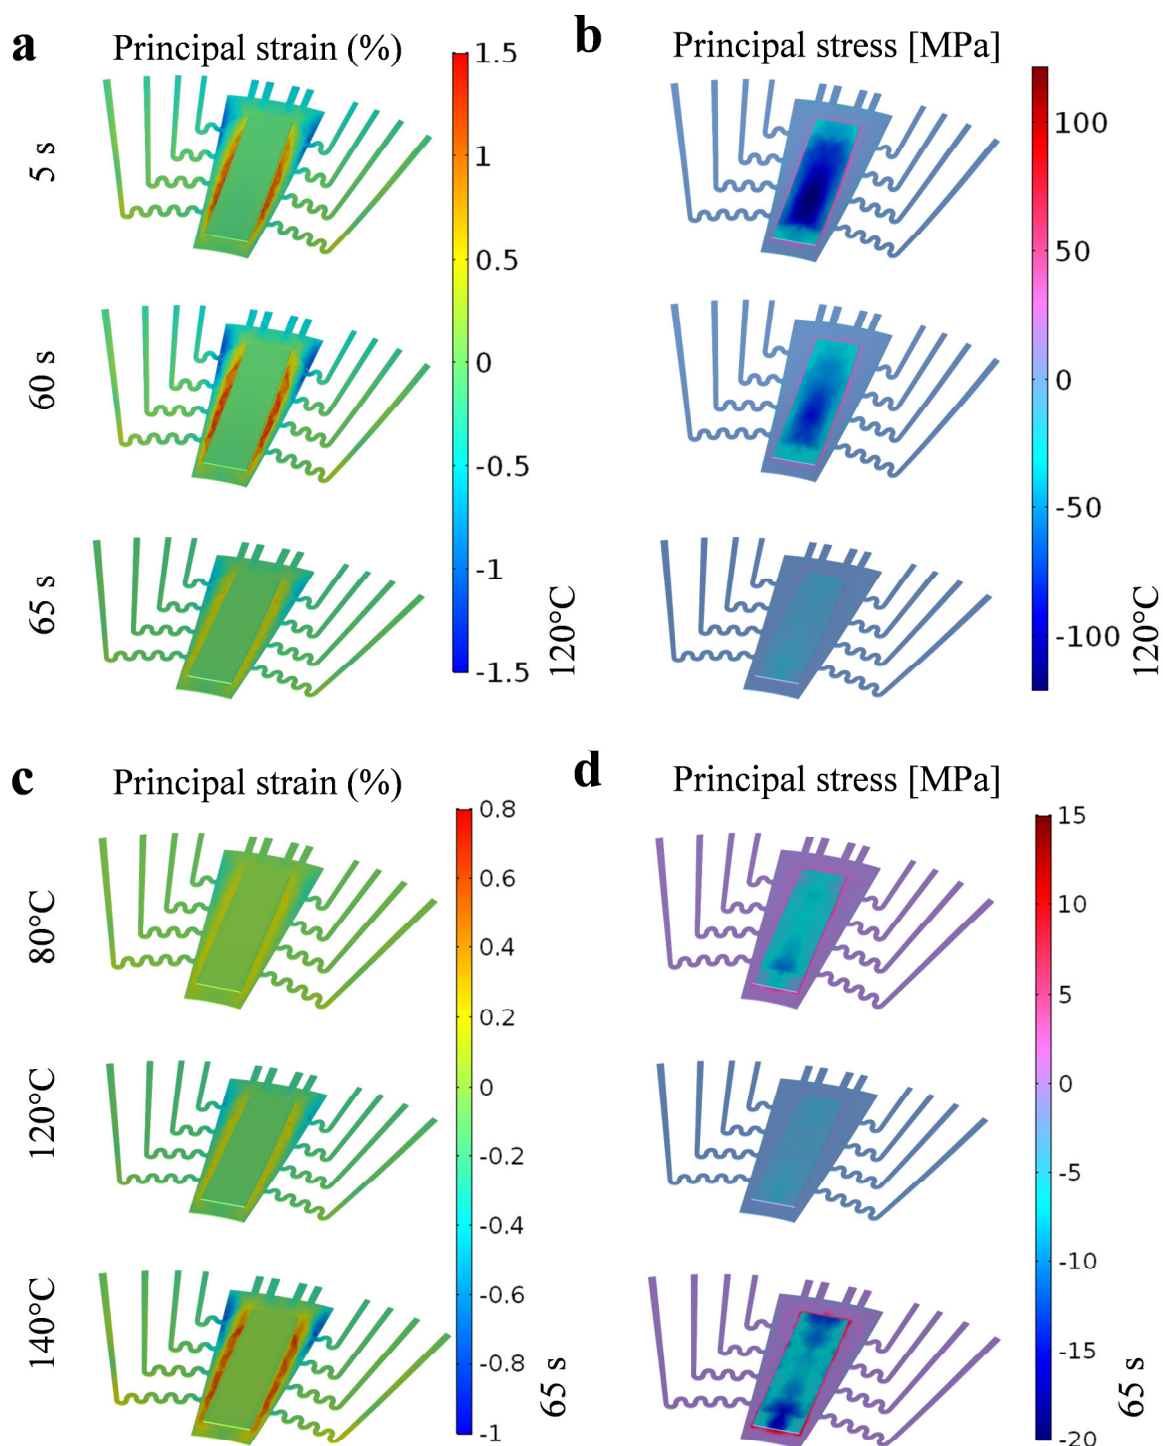 a
Principal strain (%)
5 s
60 s
65 s
1.5
1
0.5
0
-0.5
-1
-1.5
120°C
b
Principal stress [MPa]
100
50
0
-50
-100
120°C
c
Principal strain (%)
80°C
120°C
140°C
0.8
0.6
0.4
0.2
0
-0.2
-0.4
-0.6
-0.8
-1
65 s
d
Principal stress [MPa]
15
10
5
0
-5
-10
-15
-20
65 s